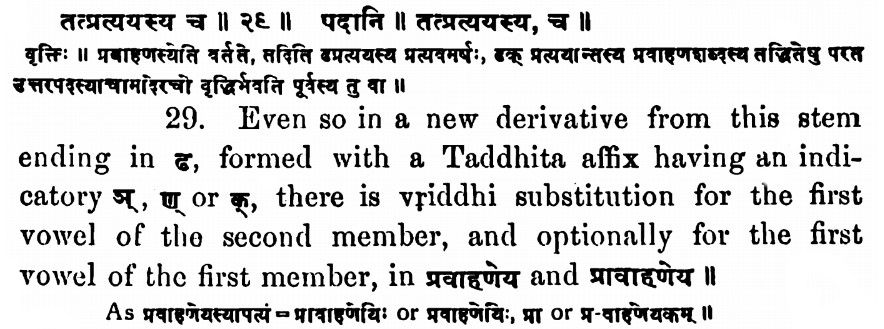 तत्प्रत्ययस्य च ॥ २९ ॥ पदानि ॥ तत्प्रत्ययस्य, च ॥
वृत्तिः ॥ प्रवाहणस्येति वर्तते, तदिति ढप्रत्ययस्य प्रत्यवमर्षः, ढक् प्रत्ययान्तस्य प्रवाहणशब्दस्य तद्धितेषु परत
उत्तरपदस्याचामादेरचो वृद्धिर्भवति पूर्वस्य तु वा ॥
29. Even so in a new derivative from this stem
ending in ढ, formed with a Taddhita affix having an indi-
catory ञ्, ण् or क्, there is vṛiddhi substitution for the first
vowel of the second member, and optionally for the first
vowel of the first member, in प्रवाहणेय and प्रावाहणेय ॥
As प्रवाहणेयस्यापत्यं = प्रावाहणेयिः or प्रवाहणेयिः, प्रा or प्र-वाहणेयकम् ॥